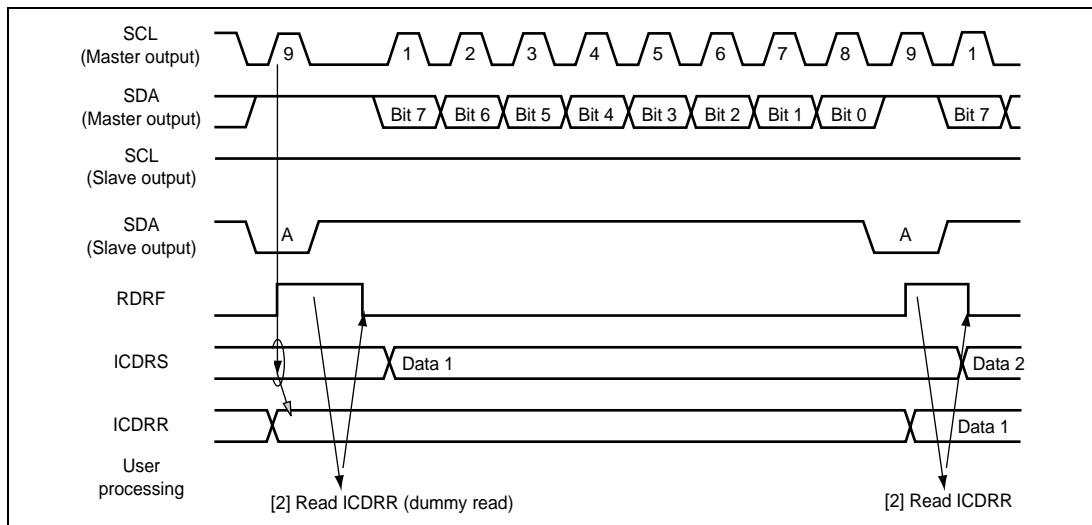 SCL
(Master output)
9 1 2 3 4 5 6 7 8 9 1
SDA
(Master output)
Bit 7 Bit 6 Bit 5 Bit 4 Bit 3 Bit 2 Bit 1 Bit 0 Bit 7
SCL
(Slave output)
SDA
(Slave output)
A A
RDRF
ICDRS
Data 1 Data 2
ICDRR
Data 1
User
processing
[2] Read ICDRR (dummy read) [2] Read ICDRR